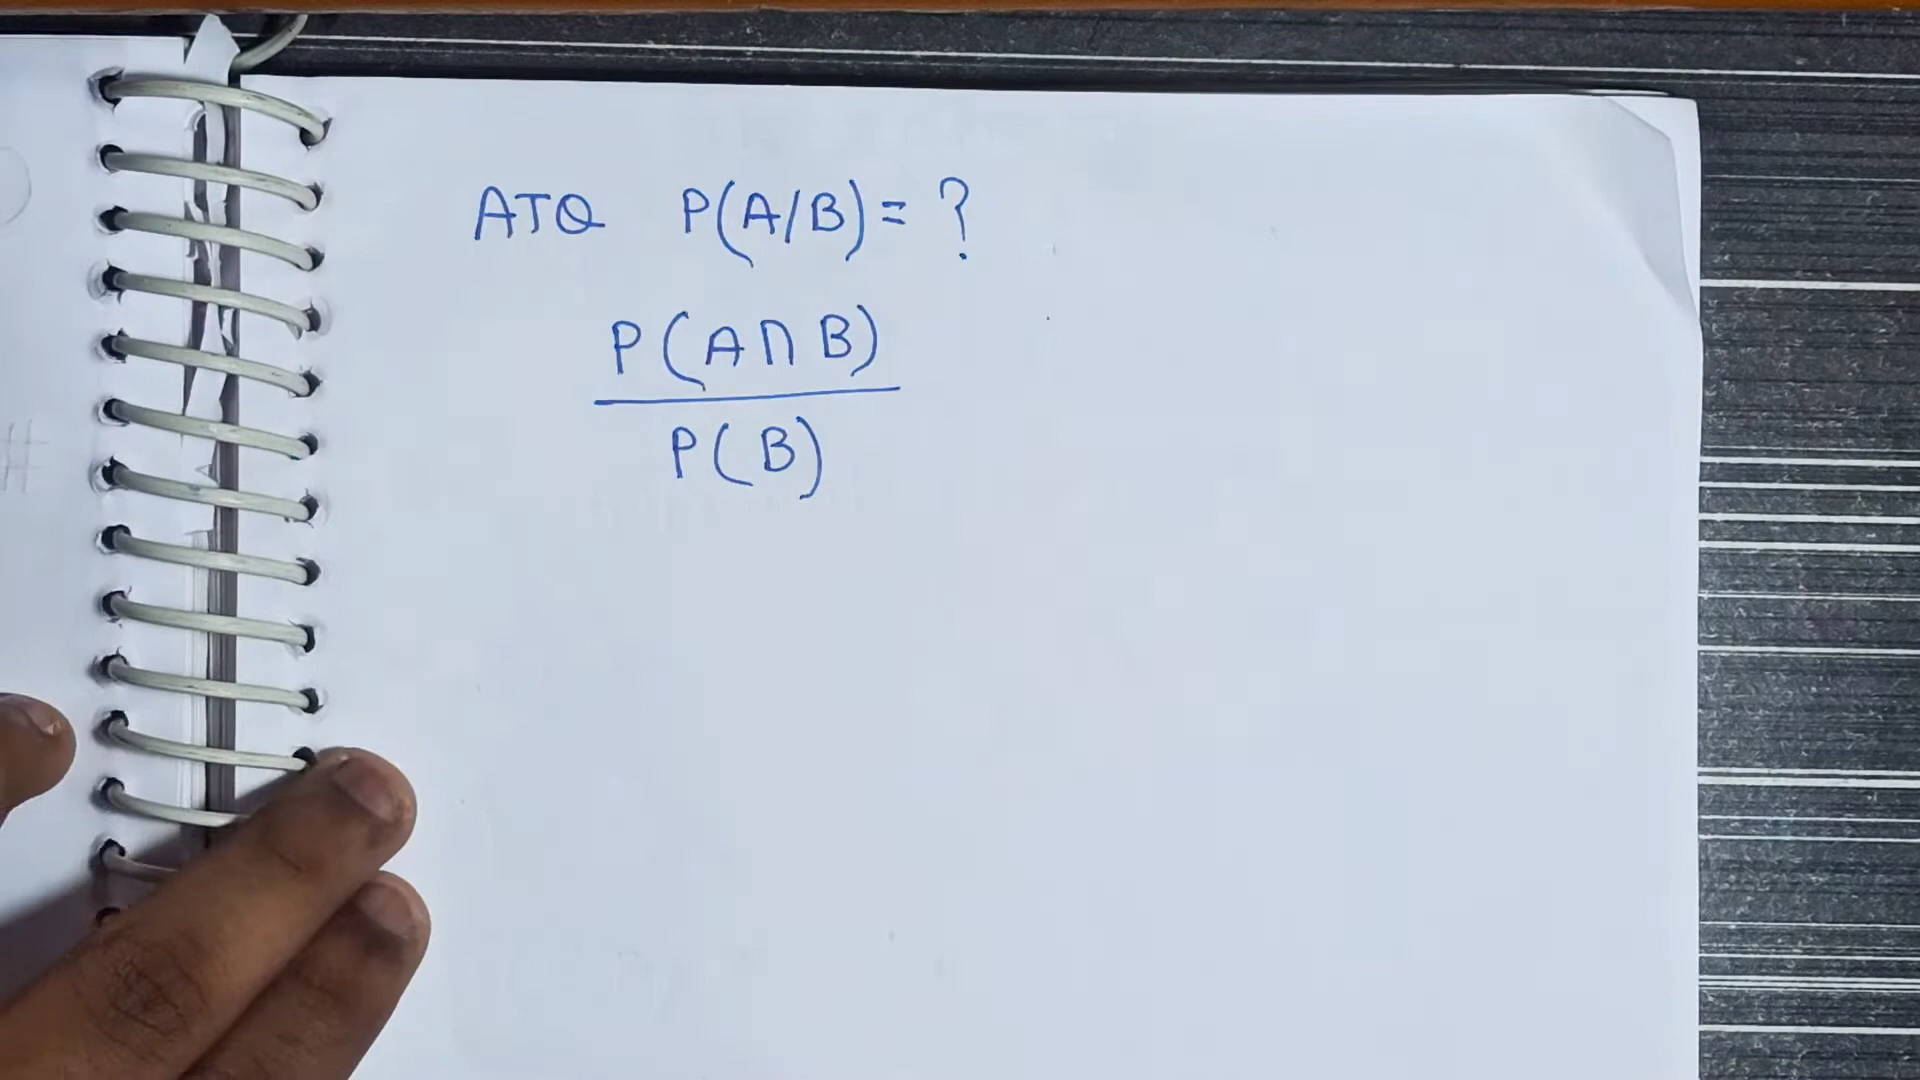 ATQ P(A/B) = ?
P(A∩B)
P(B)
#